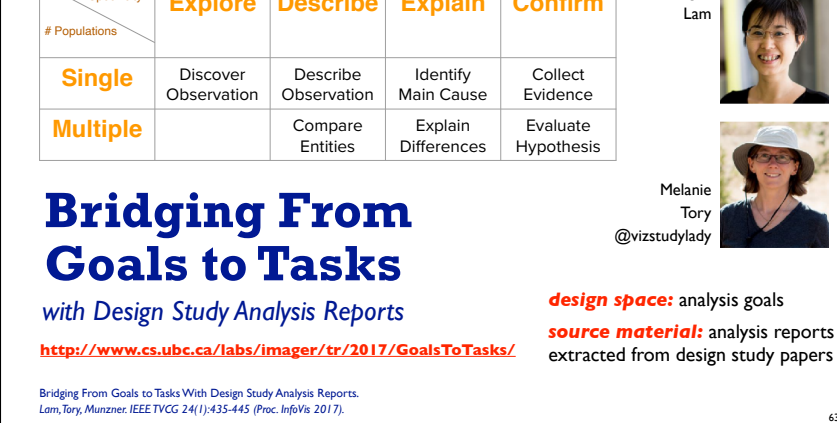 Explore Describe Explain Confirm
# Populations
Lam
Single Discover Observation Describe Observation Identify Main Cause Collect Evidence
Multiple Compare Entities Explain Differences Evaluate Hypothesis
Bridging From
Goals to Tasks
with Design Study Analysis Reports
http://www.cs.ubc.ca/labs/imager/tr/2017/GoalsToTasks/
Bridging From Goals to Tasks With Design Study Analysis Reports.
Lam, Tory, Munzner. IEEE TVCG 24(1):435-445 (Proc. InfoVis 2017).
Melanie
Tory
@vizstudylady
design space: analysis goals
source material: analysis reports
extracted from design study papers
63